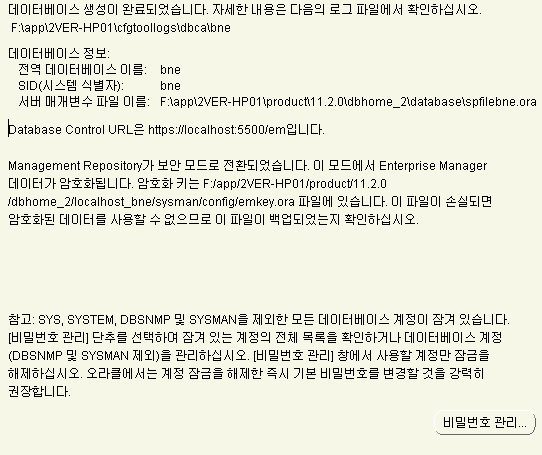 데이터베이스 생성이 완료되었습니다. 자세한 내용은 다음의 로그 파일에서 확인하십시오.
F:\app\2VER-HP01\cfgtoollogs\dbca\bne
데이터베이스 정보:
전역 데이터베이스 이름: bne
SID(시스템 식별자): bne
서버 매개변수 파일 이름: F:\app\2VER-HP01\product\11.2.0\dbhome_2\database\spfilebne.ora
Database Control URL은 https://localhost:5500/em입니다.
Management Repository가 보안 모드로 전환되었습니다. 이 모드에서 Enterprise Manager
데이터가 암호화됩니다. 암호화 키는 F:/app/2VER-HP01/product/11.2.0
/dbhome_2/localhost_bne/sysman/config/emkey.ora 파일에 있습니다. 이 파일이 손실되면
암호화된 데이터를 사용할 수 없으므로 이 파일이 백업되었는지 확인하십시오.
참고: SYS, SYSTEM, DBSNMP 및 SYSMAN을 제외한 모든 데이터베이스 계정이 잠겨 있습니다.
[비밀번호 관리] 단추를 선택하여 잠겨 있는 계정의 전체 목록을 확인하거나 데이터베이스 계정
(DBSNMP 및 SYSMAN 제외)을 관리하십시오. [비밀번호 관리] 창에서 사용할 계정만 잠금을
해제하십시오. 오라클에서는 계정 잠금을 해제한 즉시 기본 비밀번호를 변경할 것을 강력히
권장합니다.
비밀번호 관리...